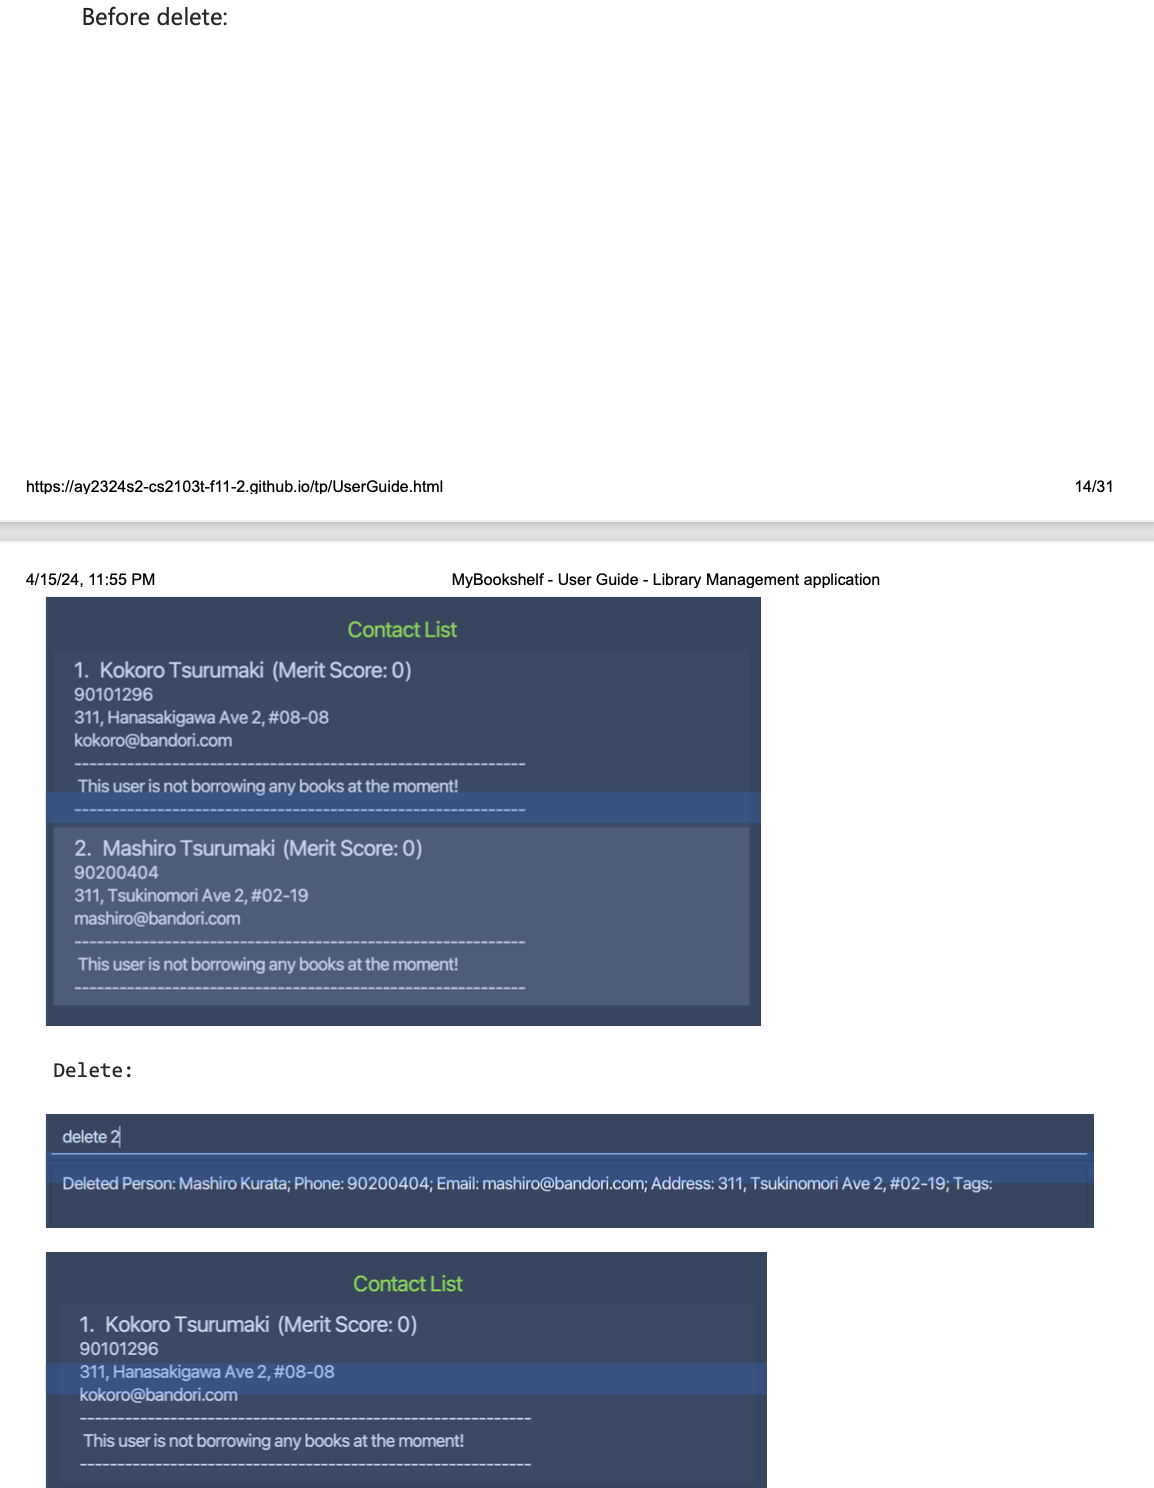 Before delete:
https://ay2324s2-cs2103t-f11-2.github.io/tp/UserGuide.html 14/31
4/15/24, 11:55 PM MyBookshelf - User Guide - Library Management application
Contact List
1. Kokoro Tsurumaki (Merit Score: 0)
90101296
311, Hanasakigawa Ave 2, #08-08
kokoro@bandori.com
------------------------------------------------------------
This user is not borrowing any books at the moment!
------------------------------------------------------------
2. Mashiro Tsurumaki (Merit Score: 0)
90200404
311, Tsukinomori Ave 2, #02-19
mashiro@bandori.com
------------------------------------------------------------
This user is not borrowing any books at the moment!
------------------------------------------------------------
Delete:
delete 2
Deleted Person: Mashiro Kurata; Phone: 90200404; Email: mashiro@bandori.com; Address: 311, Tsukinomori Ave 2, #02-19; Tags:
Contact List
1. Kokoro Tsurumaki (Merit Score: 0)
90101296
311, Hanasakigawa Ave 2, #08-08
kokoro@bandori.com
------------------------------------------------------------
This user is not borrowing any books at the moment!
------------------------------------------------------------